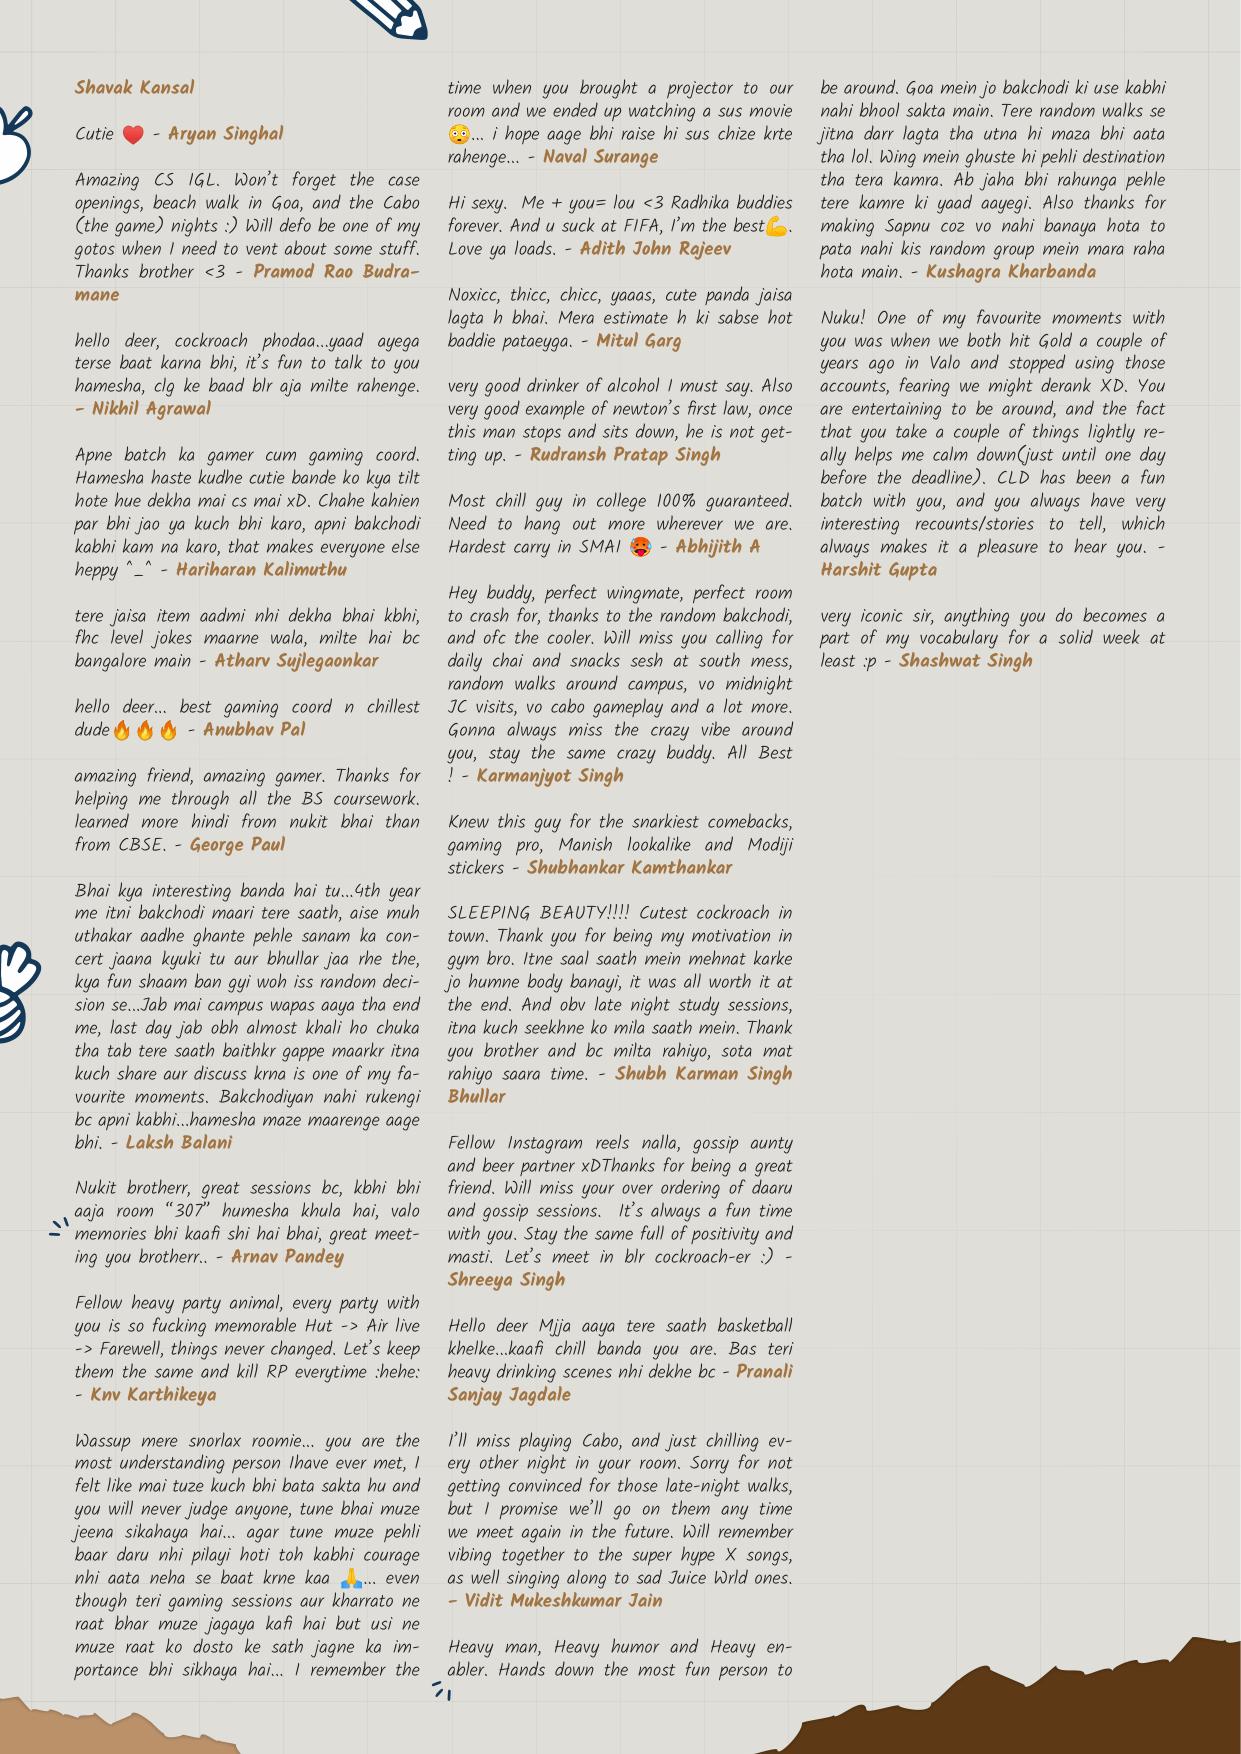 Shavak Kansal
Cutie ♥️ - Aryan Singhal
Amazing CS IGL. Won't forget the case
openings, beach walk in Goa, and the Cabo
(the game) nights :) Will defo be one of my
gotos when I need to vent about some stuff.
Thanks brother <3 - Pramod Rao Budra-
mane
hello deer, cockroach phodaa...yaad ayega
terse baat karna bhi, it's fun to talk to you
hamesha, clg ke baad blr aja milte rahenge.
- Nikhil Agrawal
Apne batch ka gamer cum gaming coord.
Hamesha haste kudhe cutie bande ko kya tilt
hote hue dekha mai cs mai xD. Chahe kahien
par bhi jao ya kuch bhi karo, apni bakchodi
kabhi kam na karo, that makes everyone else
heppy ^_^ - Hariharan Kalimuthu
tere jaisa item aadmi nhi dekha bhai kbhi,
fhc level jokes maarne wala, milte hai bc
bangalore main - Atharv Sujlegaonkar
hello deer... best gaming coord n chillest
dude🔥🔥🔥 - Anubhav Pal
amazing friend, amazing gamer. Thanks for
helping me through all the BS coursework.
learned more hindi from nukit bhai than
from CBSE. - George Paul
Bhai kya interesting banda hai tu...4th year
me itni bakchodi maari tere saath, aise muh
uthakar aadhe ghante pehle sanam ka con-
cert jaana kyuki tu aur bhullar jaa rhe the,
kya fun shaam ban gyi woh iss random deci-
sion se...Jab mai campus wapas aaya tha end
me, last day jab obh almost khali ho chuka
tha tab tere saath baithkr gappe maarkr itna
kuch share aur discuss krna is one of my fa-
vourite moments. Bakchodiyan nahi rukengi
bc apni kabhi...hamesha maze maarenge aage
bhi. - Laksh Balani
Nukit brotherr, great sessions bc, kbhi bhi
aaja room “307” humesha khula hai, valo
memories bhi kaafi shi hai bhai, great meet-
ing you brotherr.. - Arnav Pandey
Fellow heavy party animal, every party with
you is so fucking memorable Hut -> Air live
-> Farewell, things never changed. Let's keep
them the same and kill RP everytime :hehe:
- Knv Karthikeya
Wassup mere snorlax roomie... you are the
most understanding person Ihave ever met, I
felt like mai tuze kuch bhi bata sakta hu and
you will never judge anyone, tune bhai muze
jeena sikahaya hai... agar tune muze pehli
baar daru nhi pilayi hoti toh kabhi courage
nhi aata neha se baat krne kaa 🙏... even
though teri gaming sessions aur kharrato ne
raat bhar muze jagaya kafi hai but usi ne
muze raat ko dosto ke sath jagne ka im-
portance bhi sikhaya hai... I remember the
time when you brought a projector to our
room and we ended up watching a sus movie
😳... i hope aage bhi raise hi sus chize krte
rahenge... - Naval Surange
Hi sexy. Me + you= lou <3 Radhika buddies
forever. And u suck at FIFA, I'm the best💪.
Love ya loads. - Adith John Rajeev
Noxicc, thicc, chicc, yaaas, cute panda jaisa
lagta h bhai. Mera estimate h ki sabse hot
baddie pataeyga. - Mitul Garg
very good drinker of alcohol I must say. Also
very good example of newton's first law, once
this man stops and sits down, he is not get-
ting up. - Rudransh Pratap Singh
Most chill guy in college 100% guaranteed.
Need to hang out more wherever we are.
Hardest carry in SMAI 🥵 - Abhijith A
Hey buddy, perfect wingmate, perfect room
to crash for, thanks to the random bakchodi,
and ofc the cooler. Will miss you calling for
daily chai and snacks sesh at south mess,
random walks around campus, vo midnight
JC visits, vo cabo gameplay and a lot more.
Gonna always miss the crazy vibe around
you, stay the same crazy buddy. All Best
! - Karmanjyot Singh
Knew this guy for the snarkiest comebacks,
gaming pro, Manish lookalike and Modiji
stickers - Shubhankar Kamthankar
SLEEPING BEAUTY!!!! Cutest cockroach in
town. Thank you for being my motivation in
gym bro. Itne saal saath mein mehnat karke
jo humne body banayi, it was all worth it at
the end. And obv late night study sessions,
itna kuch seekhne ko mila saath mein. Thank
you brother and bc milta rahiyo, sota mat
rahiyo saara time. - Shubh Karman Singh
Bhullar
Fellow Instagram reels nalla, gossip aunty
and beer partner xDThanks for being a great
friend. Will miss your over ordering of daaru
and gossip sessions. It's always a fun time
with you. Stay the same full of positivity and
masti. Let's meet in blr cockroach-er :) -
Shreeya Singh
Hello deer Mjja aaya tere saath basketball
khelke...kaafi chill banda you are. Bas teri
heavy drinking scenes nhi dekhe bc - Pranali
Sanjay Jagdale
I'll miss playing Cabo, and just chilling ev-
ery other night in your room. Sorry for not
getting convinced for those late-night walks,
but I promise we'll go on them any time
we meet again in the future. Will remember
vibing together to the super hype X songs,
as well singing along to sad Juice Wrld ones.
- Vidit Mukeshkumar Jain
Heavy man, Heavy humor and Heavy en-
abler. Hands down the most fun person to
be around. Goa mein jo bakchodi ki use kabhi
nahi bhool sakta main. Tere random walks se
jitna darr lagta tha utna hi maza bhi aata
tha lol. Wing mein ghuste hi pehli destination
tha tera kamra. Ab jaha bhi rahunga pehle
tere kamre ki yaad aayegi. Also thanks for
making Sapnu coz vo nahi banaya hota to
pata nahi kis random group mein mara raha
hota main. - Kushagra Kharbanda
Nuku! One of my favourite moments with
you was when we both hit Gold a couple of
years ago in Valo and stopped using those
accounts, fearing we might derank XD. You
are entertaining to be around, and the fact
that you take a couple of things lightly re-
ally helps me calm down(just until one day
before the deadline). CLD has been a fun
batch with you, and you always have very
interesting recounts/stories to tell, which
always makes it a pleasure to hear you. -
Harshit Gupta
very iconic sir, anything you do becomes a
part of my vocabulary for a solid week at
least :p - Shashwat Singh